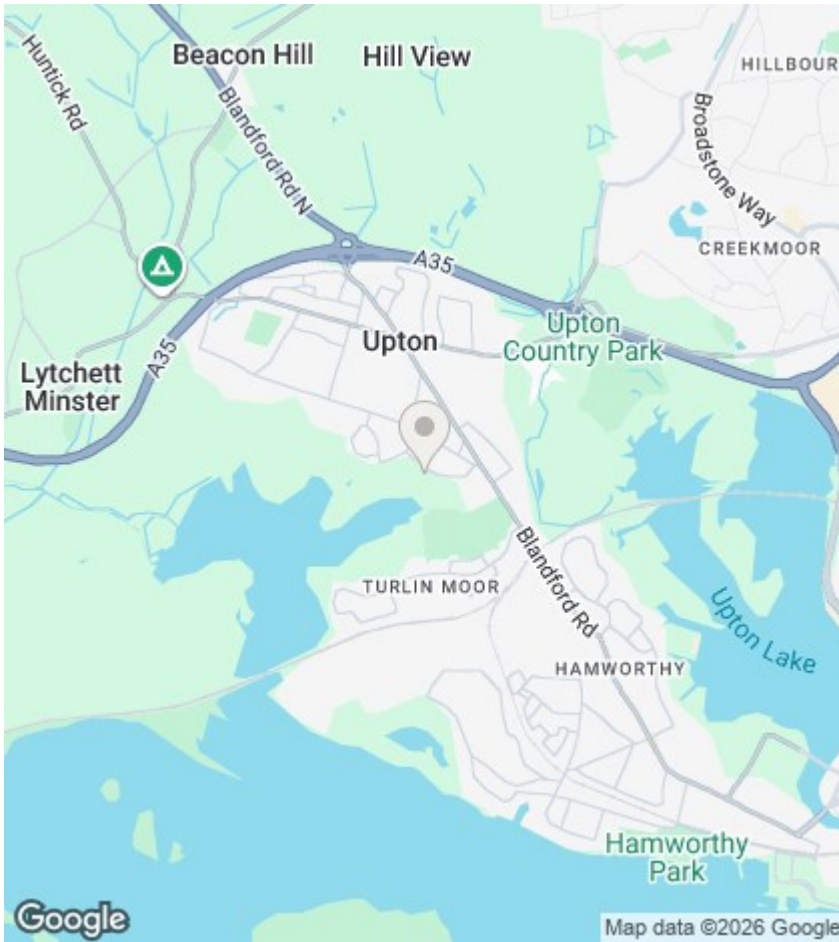 Beacon Hill
Hill View
HILLBOUR
Huntick Rd
Blandford Rd N
Broadstone Way
CREEKMOOR
A35
Upton
Country Park
Upton
Lytchett
Minster
A35
Blandford Rd
TURLIN MOOR
Upton Lake
HAMWORTHY
Hamworthy
Park
Google
Map data ©2026 Google